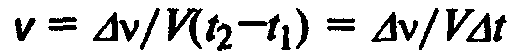 v = Δν/V(t₂−t₁) = Δν/VΔt